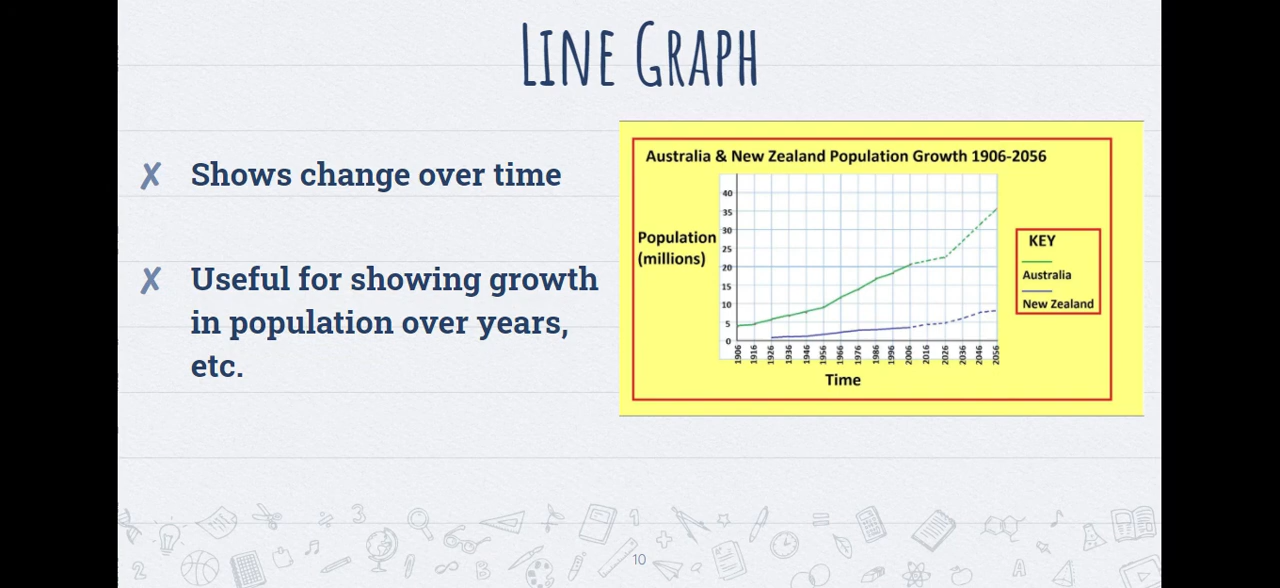 LINE GRAPH
✗ Shows change over time
✗ Useful for showing growth
in population over years,
etc.
Australia & New Zealand Population Growth 1906-2056
Population
(millions)
40
35
30
25
20
15
10
5
0
1906 1916 1926 1936 1946 1956 1966 1976 1986 1996 2006 2016 2026 2036 2046 2056
Time
KEY
Australia
New Zealand
10